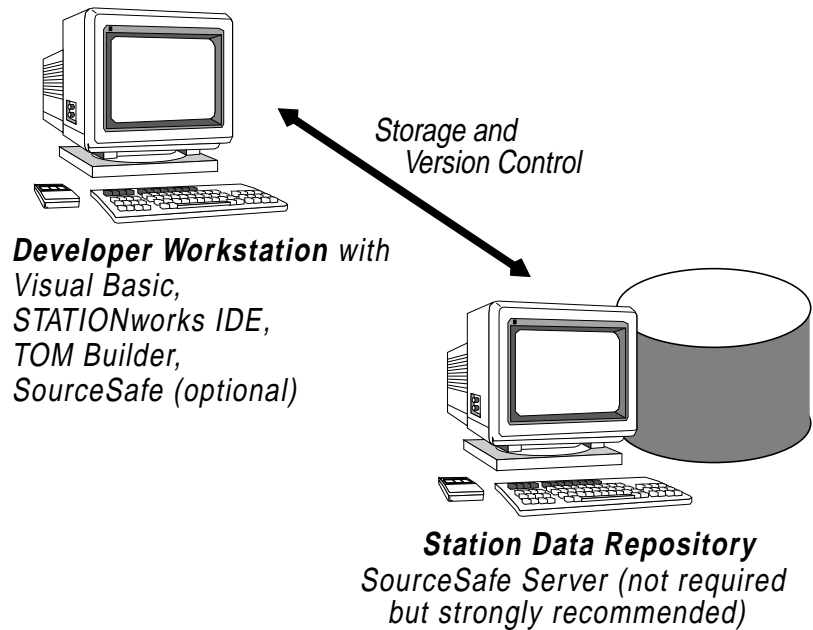 Storage and
Version Control
Developer Workstation with
Visual Basic,
STATIONworks IDE,
TOM Builder,
SourceSafe (optional)
Station Data Repository
SourceSafe Server (not required
but strongly recommended)